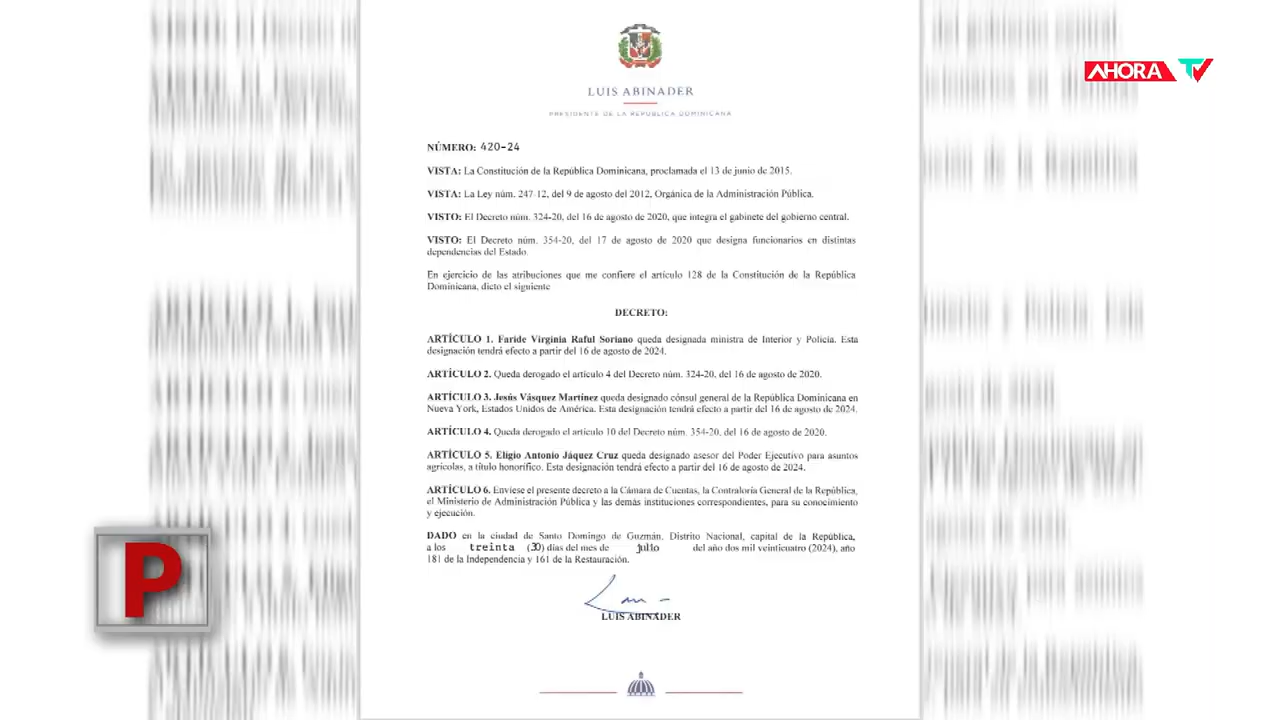 AHORA TV
LUIS ABINADER
PRESIDENTE DE LA REPÚBLICA DOMINICANA
NÚMERO: 420-24
VISTA: La Constitución de la República Dominicana, proclamada el 13 de junio de 2015.
VISTA: La Ley núm. 247-12, del 9 de agosto del 2012, Orgánica de la Administración Pública.
VISTO: El Decreto núm. 324-20, del 16 de agosto de 2020, que integra el gabinete del gobierno central.
VISTO: El Decreto núm. 354-20, del 17 de agosto de 2020 que designa funcionarios en distintas
dependencias del Estado.
En ejercicio de las atribuciones que me confiere el artículo 128 de la Constitución de la República
Dominicana, dicto el siguiente
DECRETO:
ARTÍCULO 1. Faride Virginia Raful Soriano queda designada ministra de Interior y Policía. Esta
designación tendrá efecto a partir del 16 de agosto de 2024.
ARTÍCULO 2. Queda derogado el artículo 4 del Decreto núm. 324-20, del 16 de agosto de 2020.
ARTÍCULO 3. Jesús Vásquez Martínez queda designado cónsul general de la República Dominicana en
Nueva York, Estados Unidos de América. Esta designación tendrá efecto a partir del 16 de agosto de 2024.
ARTÍCULO 4. Queda derogado el artículo 10 del Decreto núm. 354-20, del 16 de agosto de 2020.
ARTÍCULO 5. Eligio Antonio Jáquez Cruz queda designado asesor del Poder Ejecutivo para asuntos
agrícolas, a título honorífico. Esta designación tendrá efecto a partir del 16 de agosto de 2024.
ARTÍCULO 6. Envíese el presente decreto a la Cámara de Cuentas, la Contraloría General de la República,
el Ministerio de Administración Pública y las demás instituciones correspondientes, para su conocimiento
y ejecución.
DADO en la ciudad de Santo Domingo de Guzmán, Distrito Nacional, capital de la República,
a los treinta (30) días del mes de julio del año dos mil veinticuatro (2024), año
181 de la Independencia y 161 de la Restauración.
LUIS ABINADER
P